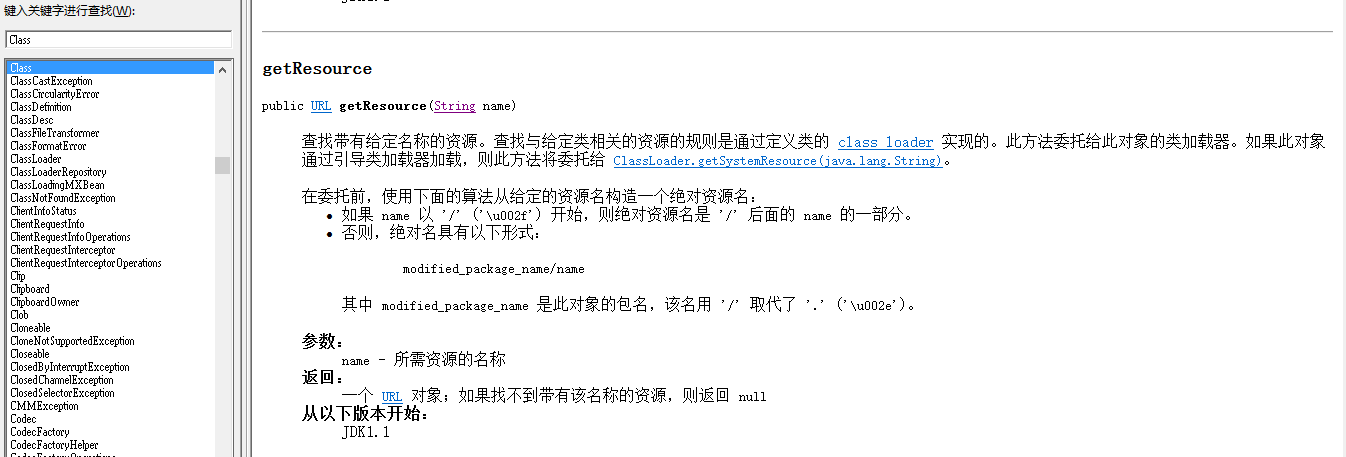 键入关键字进行查找(W):
Class
Class
ClassCastException
ClassCircularityError
ClassDefinition
ClassDesc
ClassFileTransformer
ClassFormatError
ClassLoader
ClassLoaderRepository
ClassLoadingMXBean
ClassNotFoundException
ClientInfoStatus
ClientRequestInfo
ClientRequestInfoOperations
ClientRequestInterceptor
ClientRequestInterceptorOperations
Clip
Clipboard
ClipboardOwner
Clob
Cloneable
CloneNotSupportedException
Closeable
ClosedByInterruptException
ClosedChannelException
ClosedSelectorException
CMMException
Codec
CodecFactory
CodecFactoryHelper
getResource
public URL getResource(String name)
查找带有给定名称的资源。查找与给定类相关的资源的规则是通过定义类的 class loader 实现的。此方法委托给此对象的类加载器。如果此对象
通过引导类加载器加载，则此方法将委托给 ClassLoader.getSystemResource(java.lang.String)。
在委托前，使用下面的算法从给定的资源名构造一个绝对资源名：
• 如果 name 以 '/' ('\u002f') 开始，则绝对资源名是 '/' 后面的 name 的一部分。
• 否则，绝对名具有以下形式：
modified_package_name/name
其中 modified_package_name 是此对象的包名，该名用 '/' 取代了 '.' ('\u002e')。
参数：
name - 所需资源的名称
返回：
一个 URL 对象；如果找不到带有该名称的资源，则返回 null
从以下版本开始：
JDK1.1